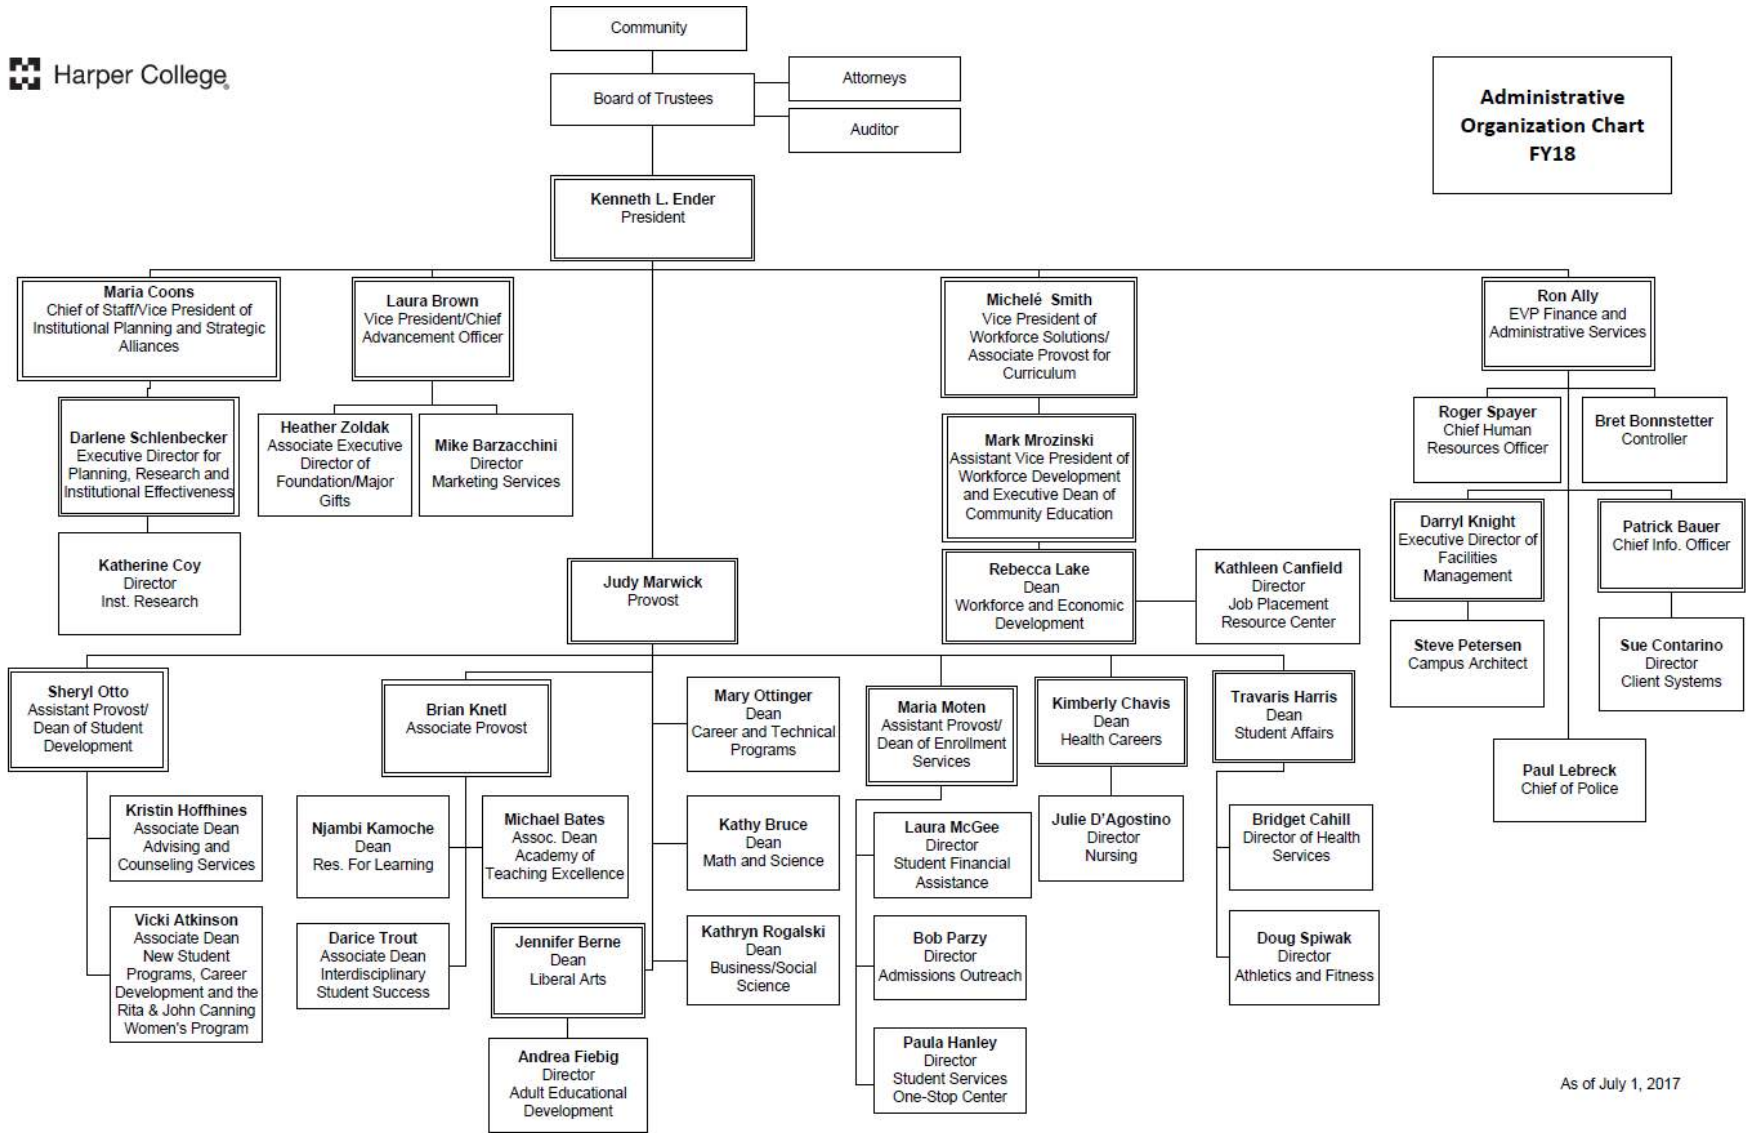 Community
Harper College
Attorneys
Board of Trustees
Auditor
Administrative
Organization Chart
FY18
Kenneth L. Ender
President
Maria Coons
Chief of Staff/Vice President of
Institutional Planning and Strategic
Alliances
Laura Brown
Vice President/Chief
Advancement Officer
Michelé Smith
Vice President of
Workforce Solutions/
Associate Provost for
Curriculum
Ron Ally
EVP Finance and
Administrative Services
Darlene Schlenbecker
Executive Director for
Planning, Research and
Institutional Effectiveness
Heather Zoldak
Associate Executive
Director of
Foundation/Major
Gifts
Mike Barzacchini
Director
Marketing Services
Mark Mrozinski
Assistant Vice President of
Workforce Development
and Executive Dean of
Community Education
Roger Spayer
Chief Human
Resources Officer
Bret Bonnstetter
Controller
Katherine Coy
Director
Inst. Research
Judy Marwick
Provost
Rebecca Lake
Dean
Workforce and Economic
Development
Kathleen Canfield
Director
Job Placement
Resource Center
Darryl Knight
Executive Director of
Facilities
Management
Patrick Bauer
Chief Info. Officer
Steve Petersen
Campus Architect
Sue Contarino
Director
Client Systems
Sheryl Otto
Assistant Provost/
Dean of Student
Development
Brian Knetl
Associate Provost
Mary Ottinger
Dean
Career and Technical
Programs
Maria Moten
Assistant Provost/
Dean of Enrollment
Services
Kimberly Chavis
Dean
Health Careers
Travaris Harris
Dean
Student Affairs
Paul Lebreck
Chief of Police
Kristin Hoffhines
Associate Dean
Advising and
Counseling Services
Njambi Kamoche
Dean
Res. For Learning
Michael Bates
Assoc. Dean
Academy of
Teaching Excellence
Kathy Bruce
Dean
Math and Science
Laura McGee
Director
Student Financial
Assistance
Julie D'Agostino
Director
Nursing
Bridget Cahill
Director of Health
Services
Vicki Atkinson
Associate Dean
New Student
Programs, Career
Development and the
Rita & John Canning
Women's Program
Darice Trout
Associate Dean
Interdisciplinary
Student Success
Jennifer Berne
Dean
Liberal Arts
Kathryn Rogalski
Dean
Business/Social
Science
Bob Parzy
Director
Admissions Outreach
Doug Spiwak
Director
Athletics and Fitness
Andrea Fiebig
Director
Adult Educational
Development
Paula Hanley
Director
Student Services
One-Stop Center
As of July 1, 2017